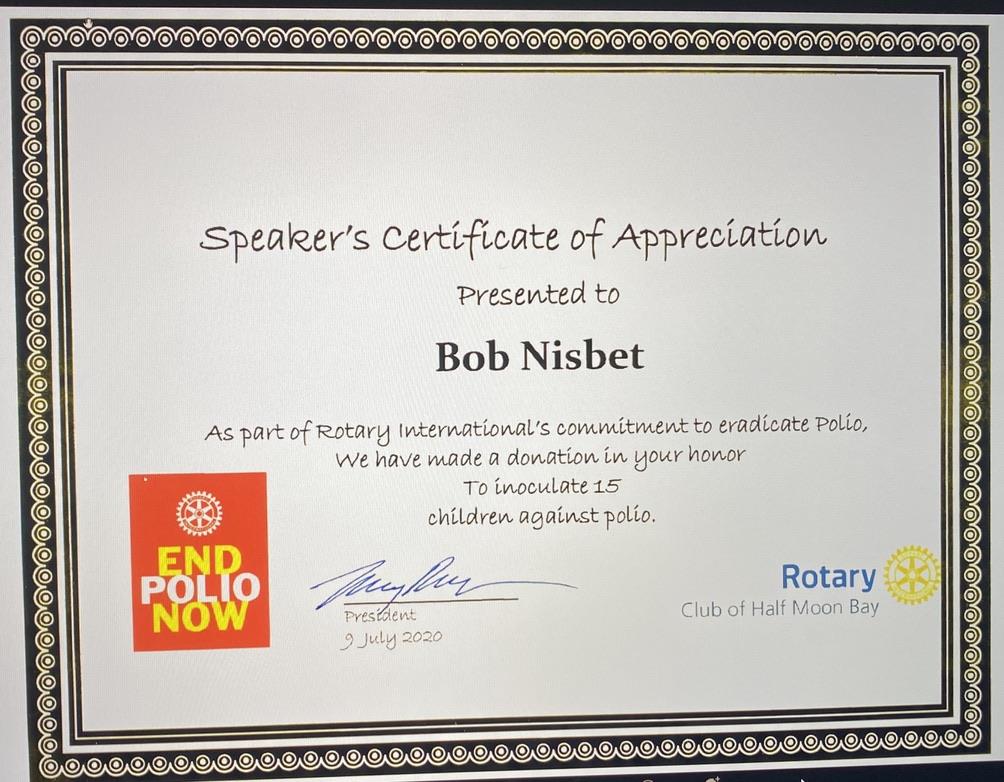 Speaker's Certificate of Appreciation
Presented to
Bob Nisbet
As part of Rotary International's commitment to eradicate Polio,
We have made a donation in your honor
To inoculate 15
children against polio.
END
POLIO
NOW
President
9 July 2020
Rotary
Club of Half Moon Bay